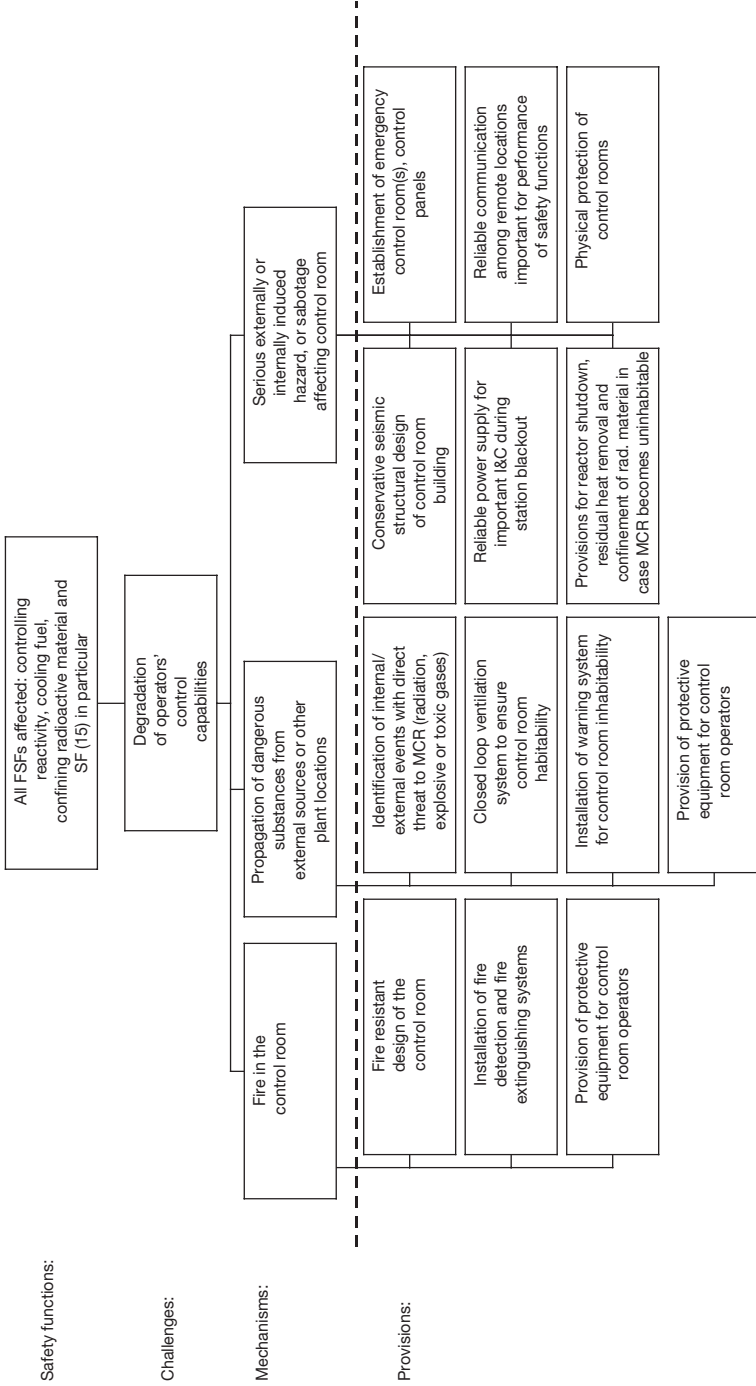 Safety functions:
All FSFs affected: controlling
reactivity, cooling fuel,
confining radioactive material and
SF (15) in particular
Challenges:
Degradation
of operators'
control
capabilities
Mechanisms:
Fire in the
control room
Propagation of dangerous
substances from
external sources or other
plant locations
Serious externally or
internally induced
hazard, or sabotage
affecting control room
Provisions:
Fire resistant
design of the
control room
Installation of fire
detection and fire
extinguishing systems
Provision of protective
equipment for control
room operators
Identification of internal/
external events with direct
threat to MCR (radiation,
explosive or toxic gases)
Closed loop ventilation
system to ensure
control room
habitability
Installation of warning system
for control room inhabitability
Provision of protective
equipment for control
room operators
Conservative seismic
structural design
of control room
building
Reliable power supply for
important I&C during
station blackout
Provisions for reactor shutdown,
residual heat removal and
confinement of rad. material in
case MCR becomes uninhabitable
Establishment of emergency
control room(s), control
panels
Reliable communication
among remote locations
important for performance
of safety functions
Physical protection of
control rooms